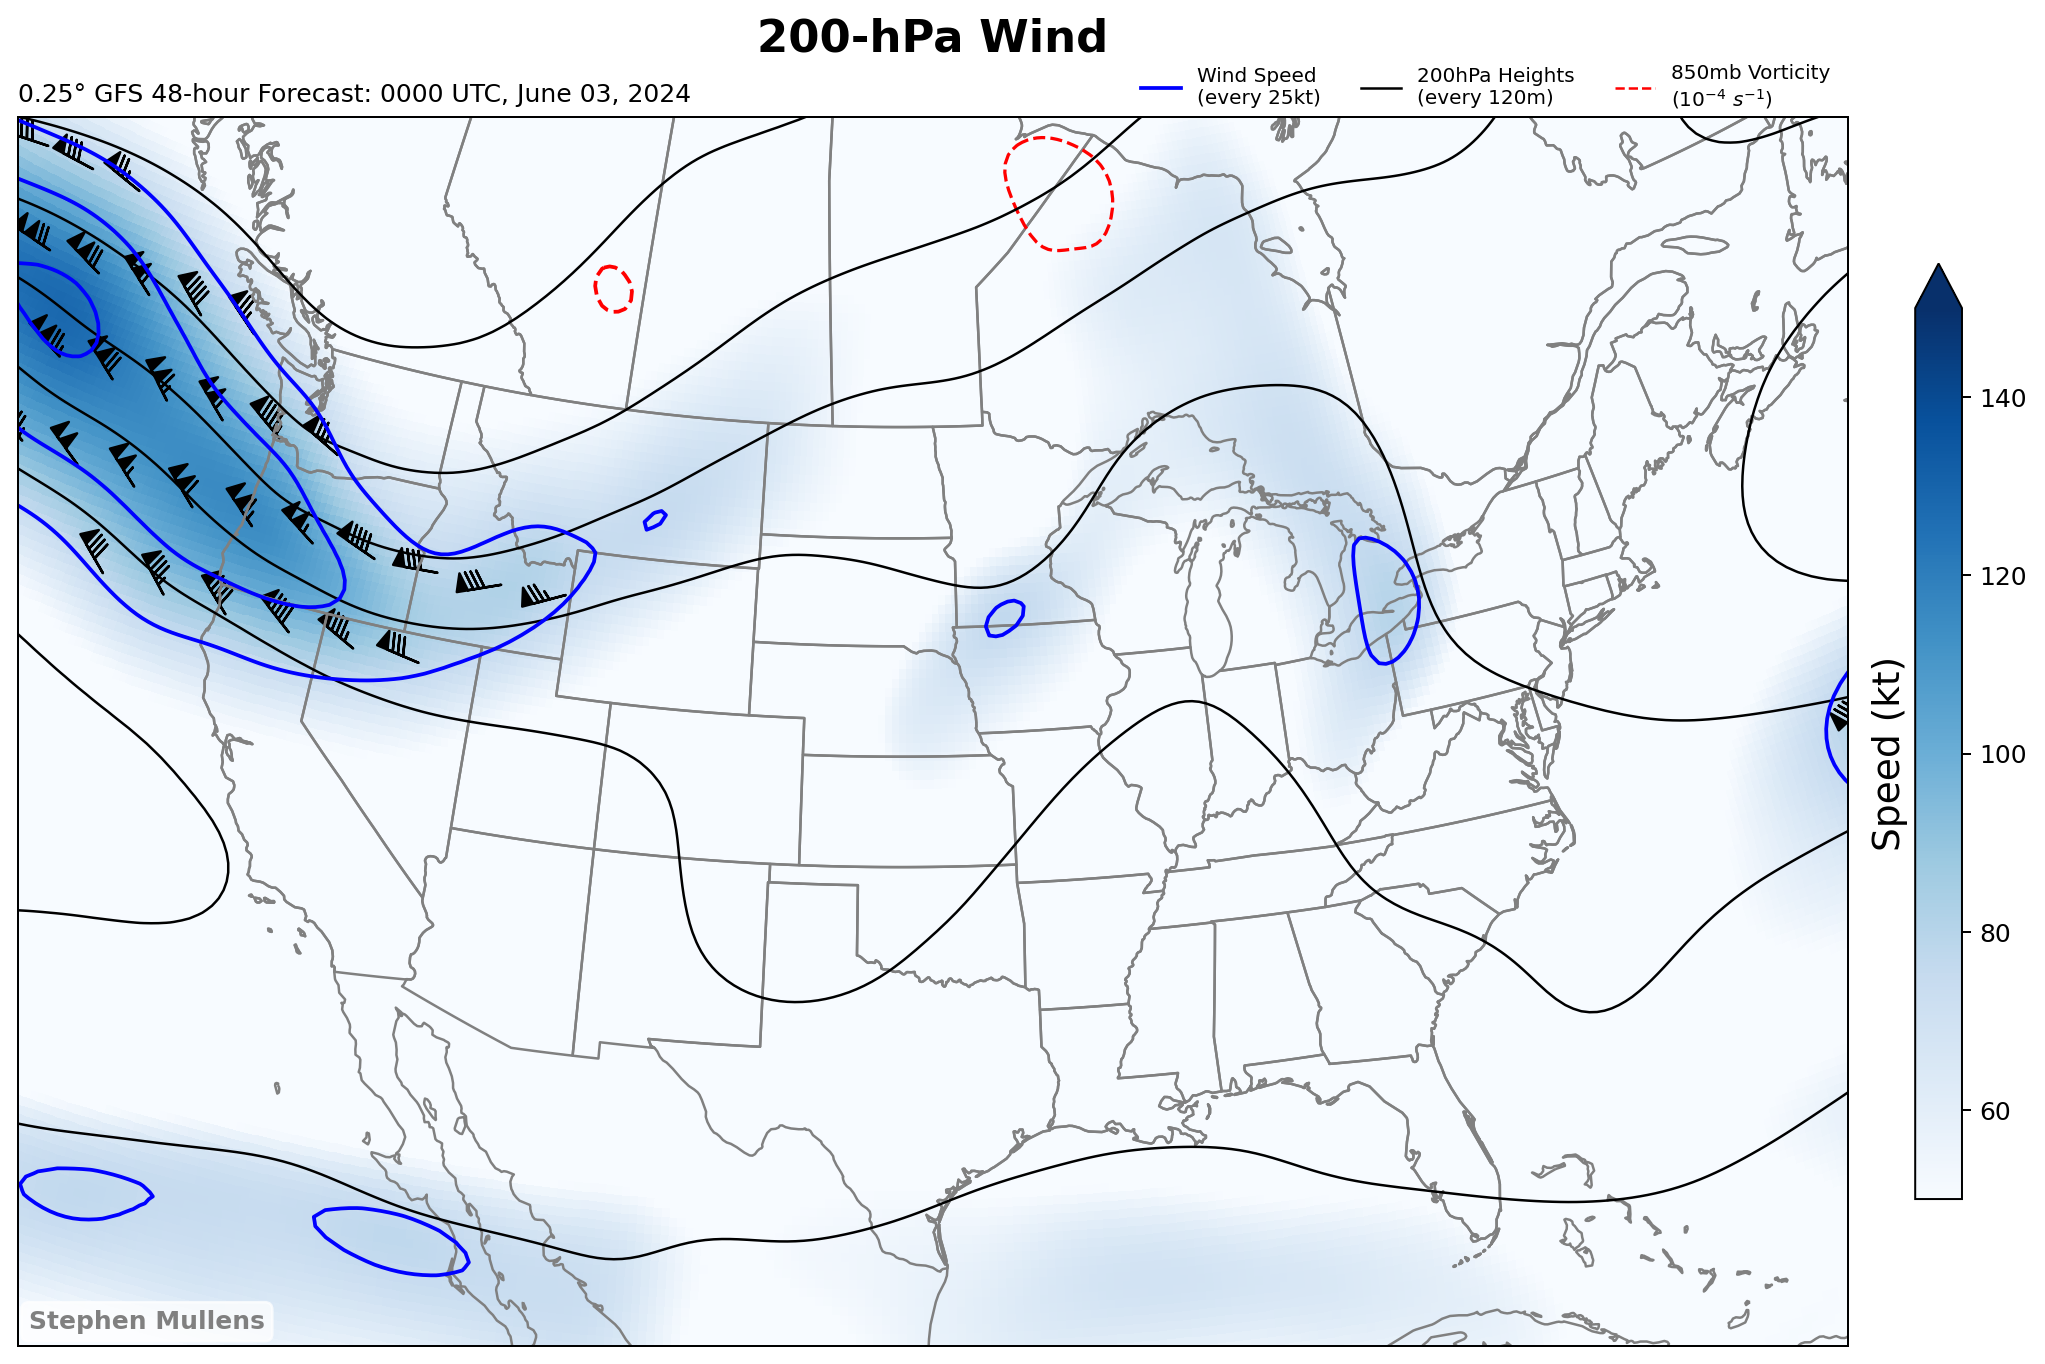 200-hPa Wind
0.25° GFS 48-hour Forecast: 0000 UTC, June 03, 2024
Wind Speed
(every 25kt)
200hPa Heights
(every 120m)
850mb Vorticity
(10⁻⁴ s⁻¹)
140
120
100
80
60
Speed (kt)
Stephen Mullens